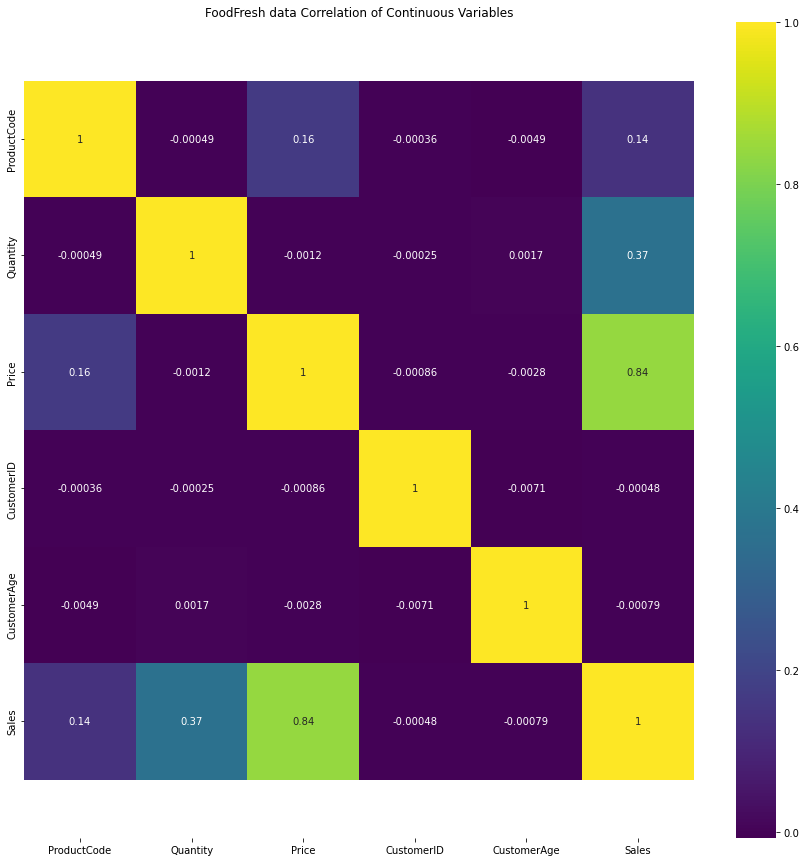 FoodFresh data Correlation of Continuous Variables
1.0
ProductCode
1 -0.00049 0.16 -0.00036 -0.0049 0.14
0.8
Quantity
-0.00049 1 -0.0012 -0.00025 0.0017 0.37
0.6
Price
0.16 -0.0012 1 -0.00086 -0.0028 0.84
CustomerID
-0.00036 -0.00025 -0.00086 1 -0.0071 -0.00048
0.4
CustomerAge
-0.0049 0.0017 -0.0028 -0.0071 1 -0.00079
0.2
Sales
0.14 0.37 0.84 -0.00048 -0.00079 1
0.0
ProductCode Quantity Price CustomerID CustomerAge Sales